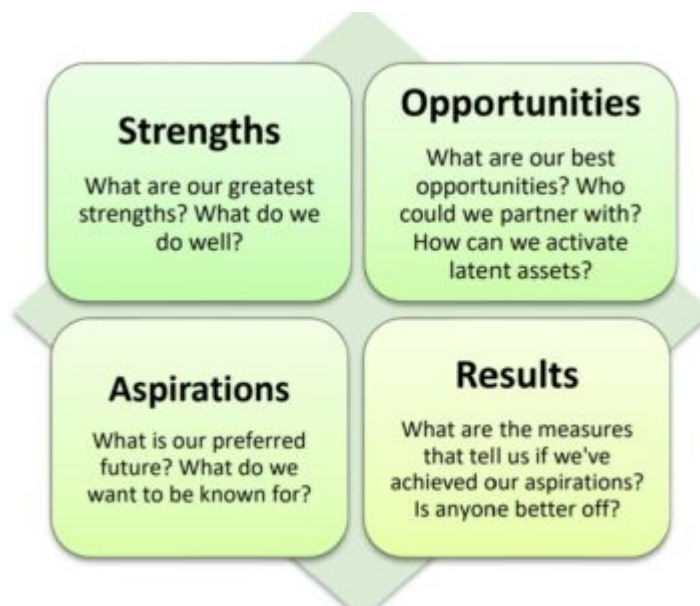 Strengths
What are our greatest
strengths? What do we
do well?
Opportunities
What are our best
opportunities? Who
could we partner with?
How can we activate
latent assets?
Aspirations
What is our preferred
future? What do we
want to be known for?
Results
What are the measures
that tell us if we've
achieved our aspirations?
Is anyone better off?